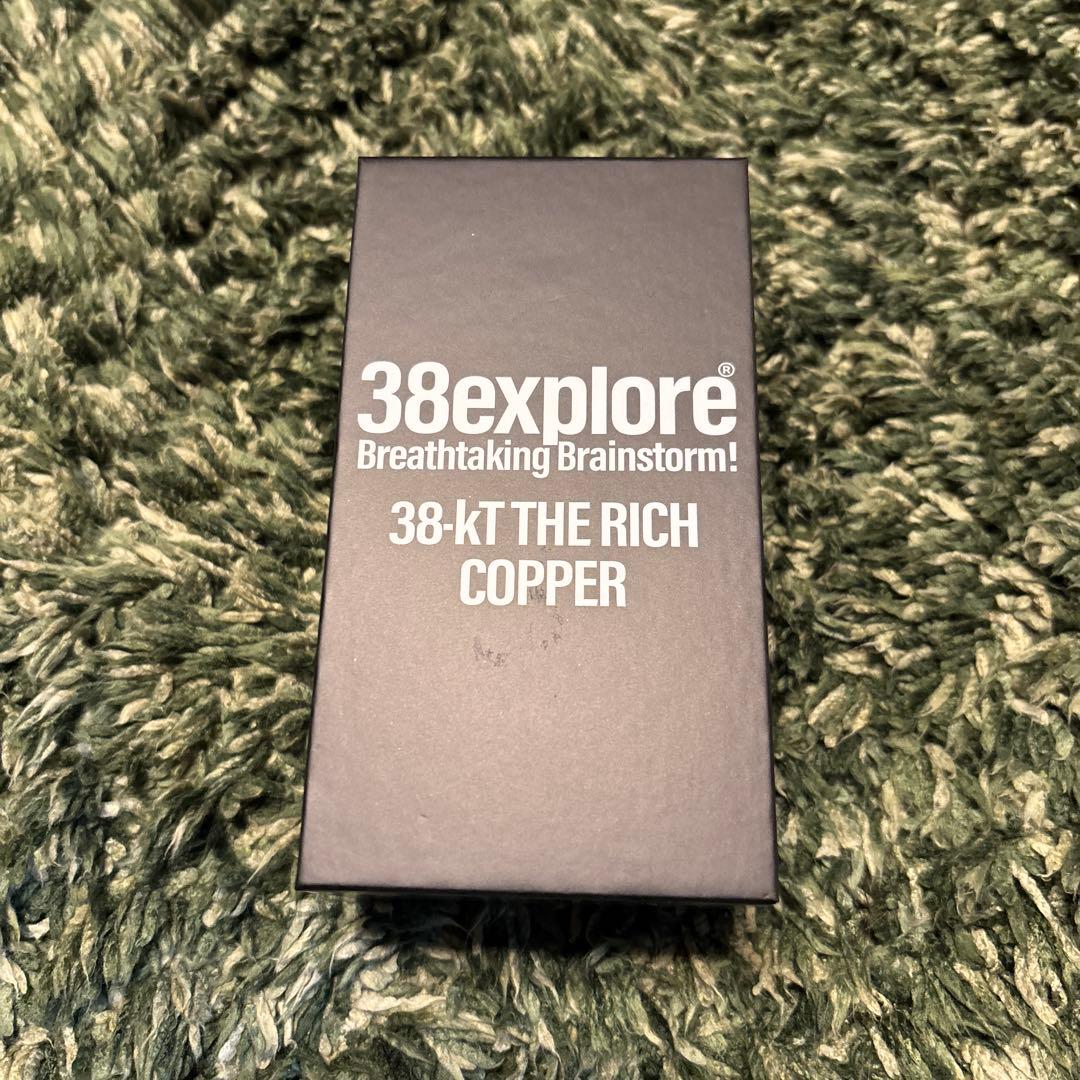 38explore®
Breathtaking Brainstorm!
38-kT THE RICH
COPPER